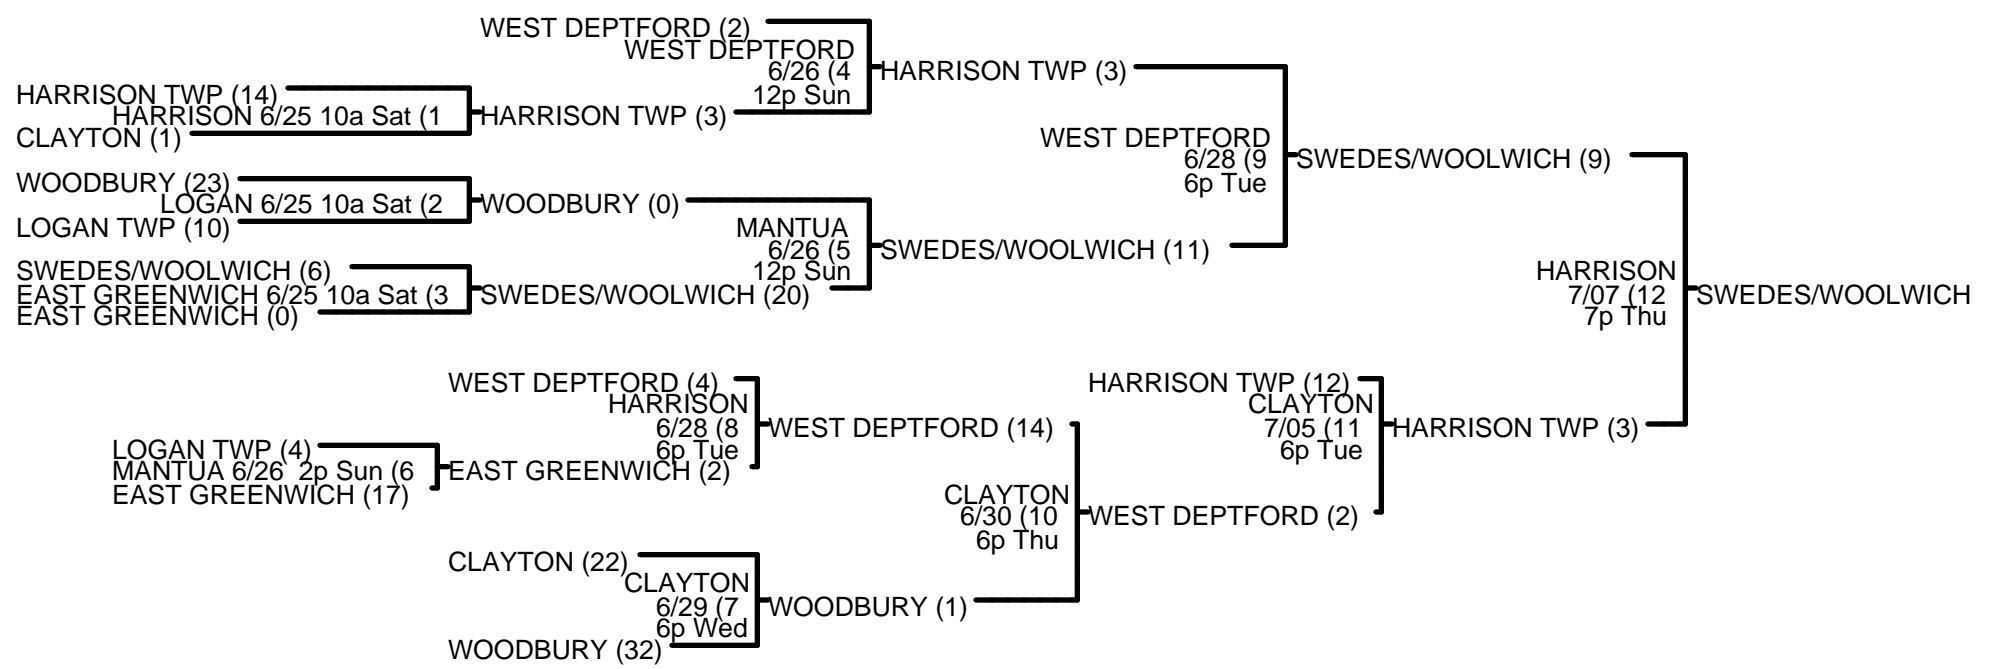 WEST DEPTFORD (2)
WEST DEPTFORD
6/26 (4
12p Sun
HARRISON TWP (3)
HARRISON TWP (14)
HARRISON 6/25 10a Sat (1
HARRISON TWP (3)
CLAYTON (1)
WEST DEPTFORD
6/28 (9
6p Tue
SWEDES/WOOLWICH (9)
WOODBURY (23)
LOGAN 6/25 10a Sat (2
WOODBURY (0)
LOGAN TWP (10)
MANTUA
6/26 (5
12p Sun
SWEDES/WOOLWICH (11)
SWEDES/WOOLWICH (6)
EAST GREENWICH 6/25 10a Sat (3
SWEDES/WOOLWICH (20)
EAST GREENWICH (0)
HARRISON
7/07 (12
7p Thu
SWEDES/WOOLWICH
WEST DEPTFORD (4)
HARRISON
6/28 (8
6p Tue
WEST DEPTFORD (14)
HARRISON TWP (12)
CLAYTON
7/05 (11
6p Tue
HARRISON TWP (3)
LOGAN TWP (4)
MANTUA 6/26  2p Sun (6
EAST GREENWICH (2)
EAST GREENWICH (17)
CLAYTON
6/30 (10
6p Thu
WEST DEPTFORD (2)
CLAYTON (22)
CLAYTON
6/29 (7
6p Wed
WOODBURY (1)
WOODBURY (32)